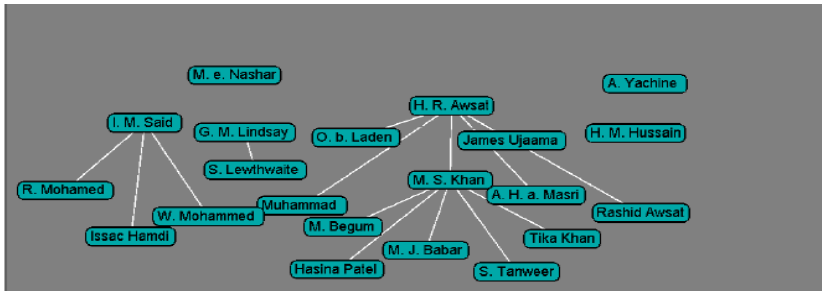 M. e. Nashar
A. Yachine
H. R. Awsat
I. M. Said
G. M. Lindsay
O. b. Laden
James Ujaama
H. M. Hussain
S. Lewthwaite
M. S. Khan
R. Mohamed
A. H. a. Masri
Muhammad
W. Mohammed
Rashid Awsat
M. Begum
Issac Hamdi
Tika Khan
M. J. Babar
Hasina Patel
S. Tanweer